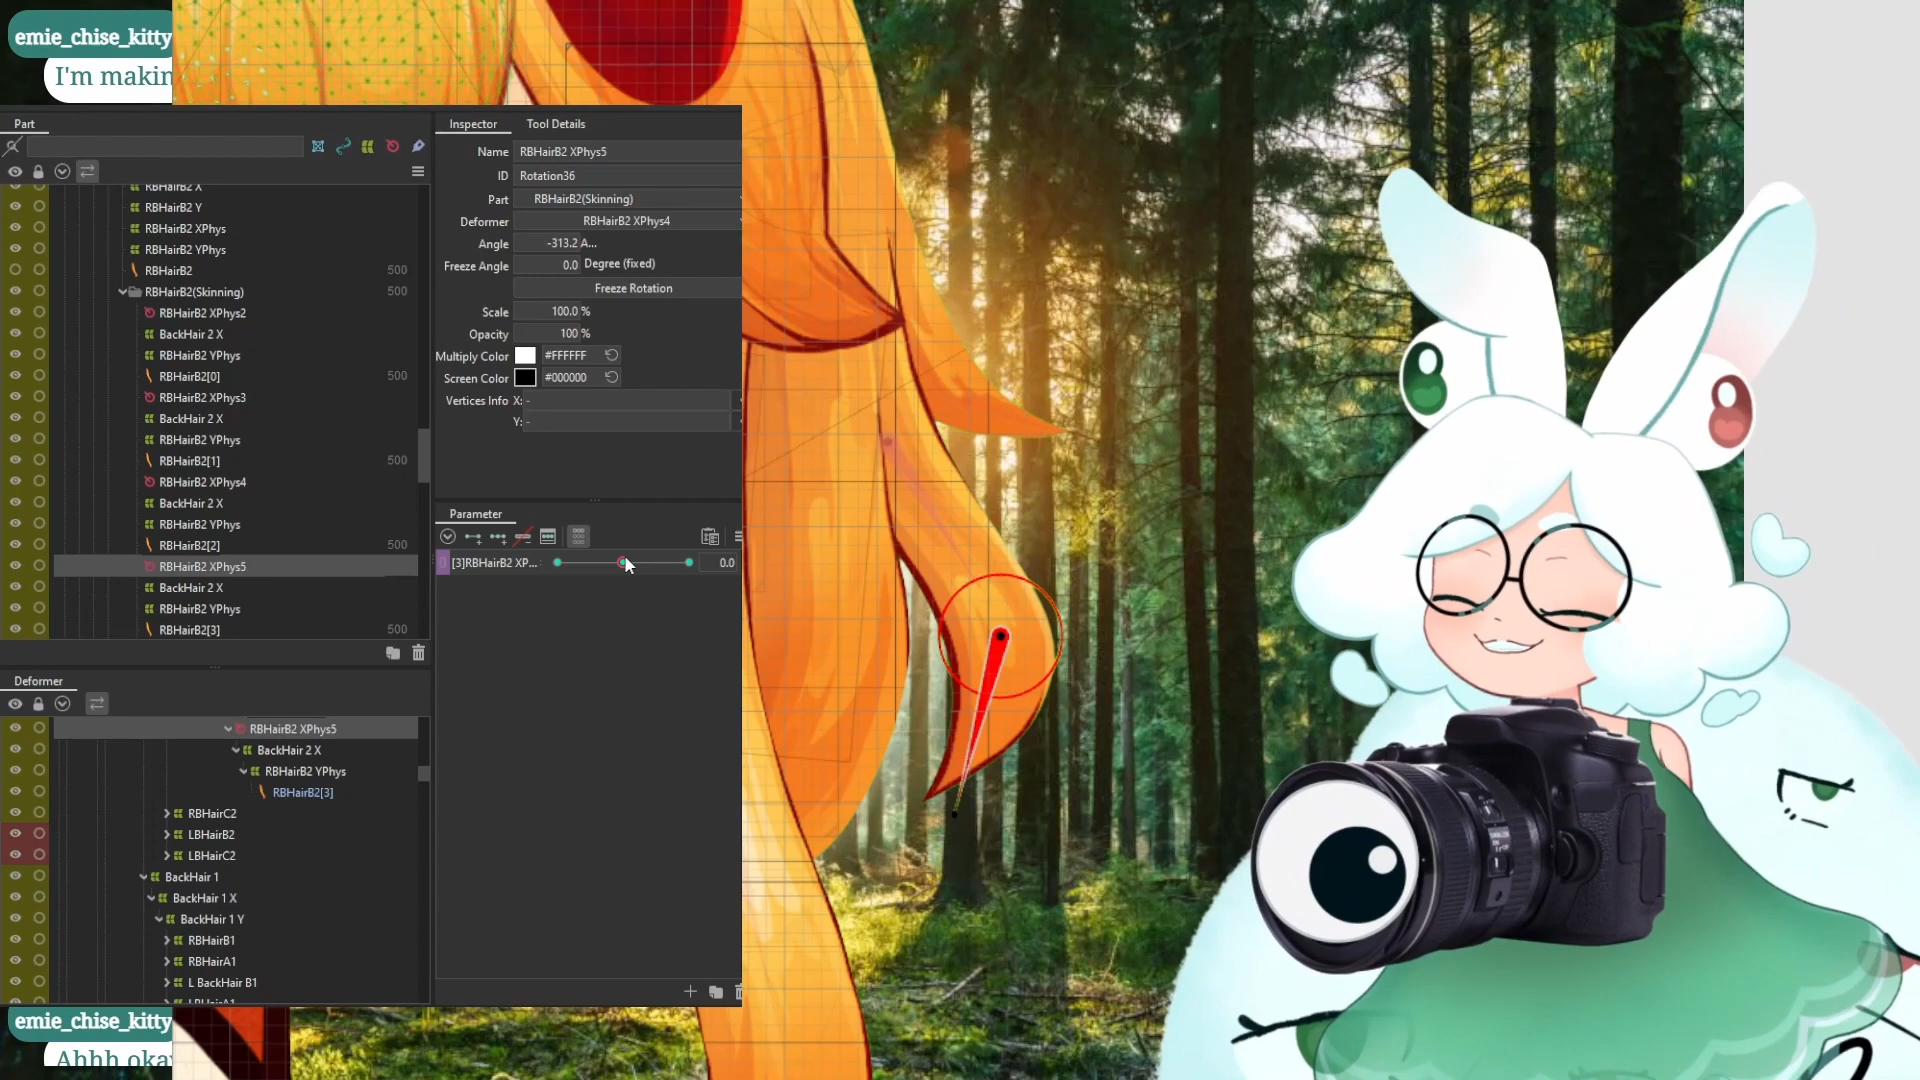 emie_chise_kitty
I'm makin
Part
RBHairB2 X
RBHairB2 Y
RBHairB2 XPhys
RBHairB2 YPhys
RBHairB2 500
RBHairB2(Skinning) 500
RBHairB2 XPhys2
BackHair 2 X
RBHairB2 YPhys
RBHairB2[0] 500
RBHairB2 XPhys3
BackHair 2 X
RBHairB2 YPhys
RBHairB2[1] 500
RBHairB2 XPhys4
BackHair 2 X
RBHairB2 YPhys
RBHairB2[2] 500
RBHairB2 XPhys5
BackHair 2 X
RBHairB2 YPhys
RBHairB2[3] 500
Deformer
RBHairB2 XPhys5
BackHair 2 X
RBHairB2 YPhys
RBHairB2[3]
RBHairC2
LBHairB2
LBHairC2
BackHair 1
BackHair 1 X
BackHair 1 Y
RBHairB1
RBHairA1
L BackHair B1
LBHairA1
Inspector Tool Details
Name RBHairB2 XPhys5
ID Rotation36
Part RBHairB2(Skinning)
Deformer RBHairB2 XPhys4
Angle -313.2 A...
Freeze Angle 0.0 Degree (fixed)
Freeze Rotation
Scale 100.0 %
Opacity 100 %
Multiply Color #FFFFFF
Screen Color #000000
Vertices Info X: -
Y: -
Parameter
[3]RBHairB2 XP... : 0.0
emie_chise_kitty
Ahhh oka